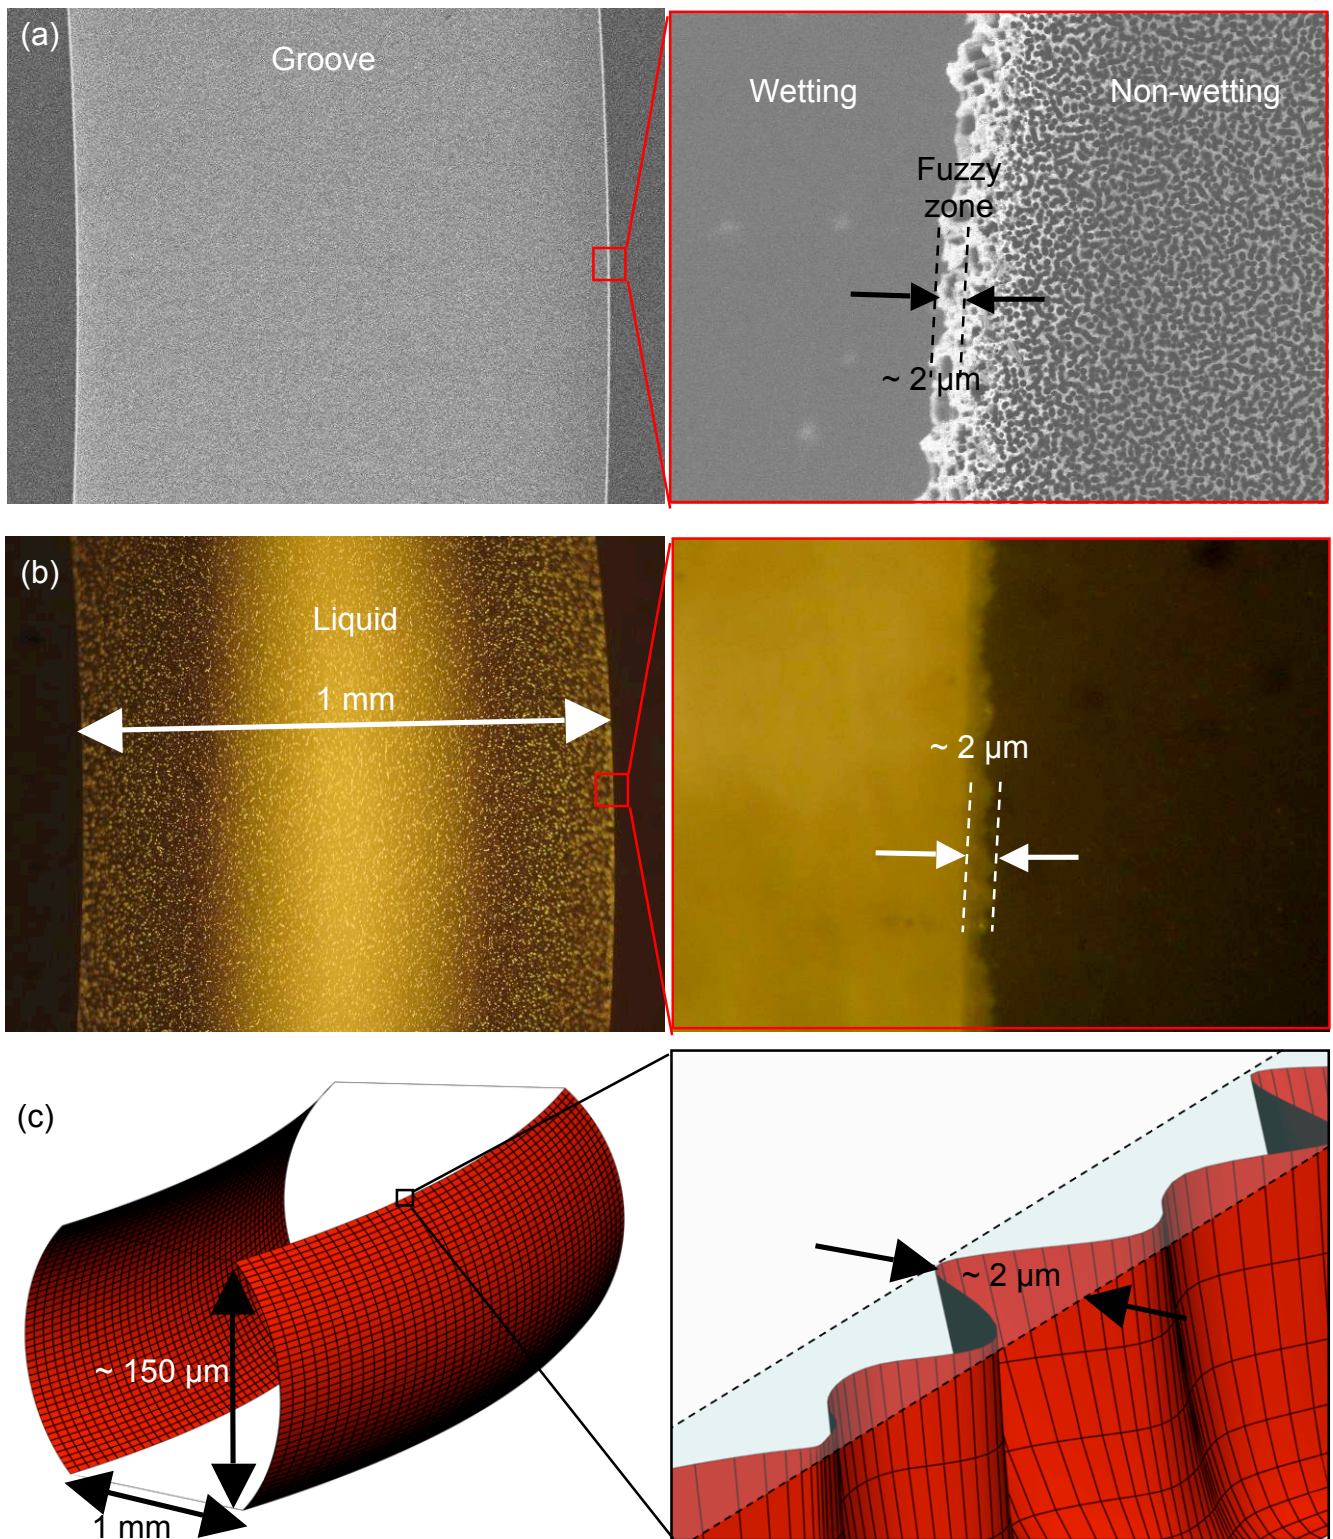 (a)
Groove
Wetting
Non-wetting
Fuzzy
zone
~ 2 µm
(b)
Liquid
1 mm
~ 2 µm
(c)
~ 150 µm
1 mm
~ 2 µm